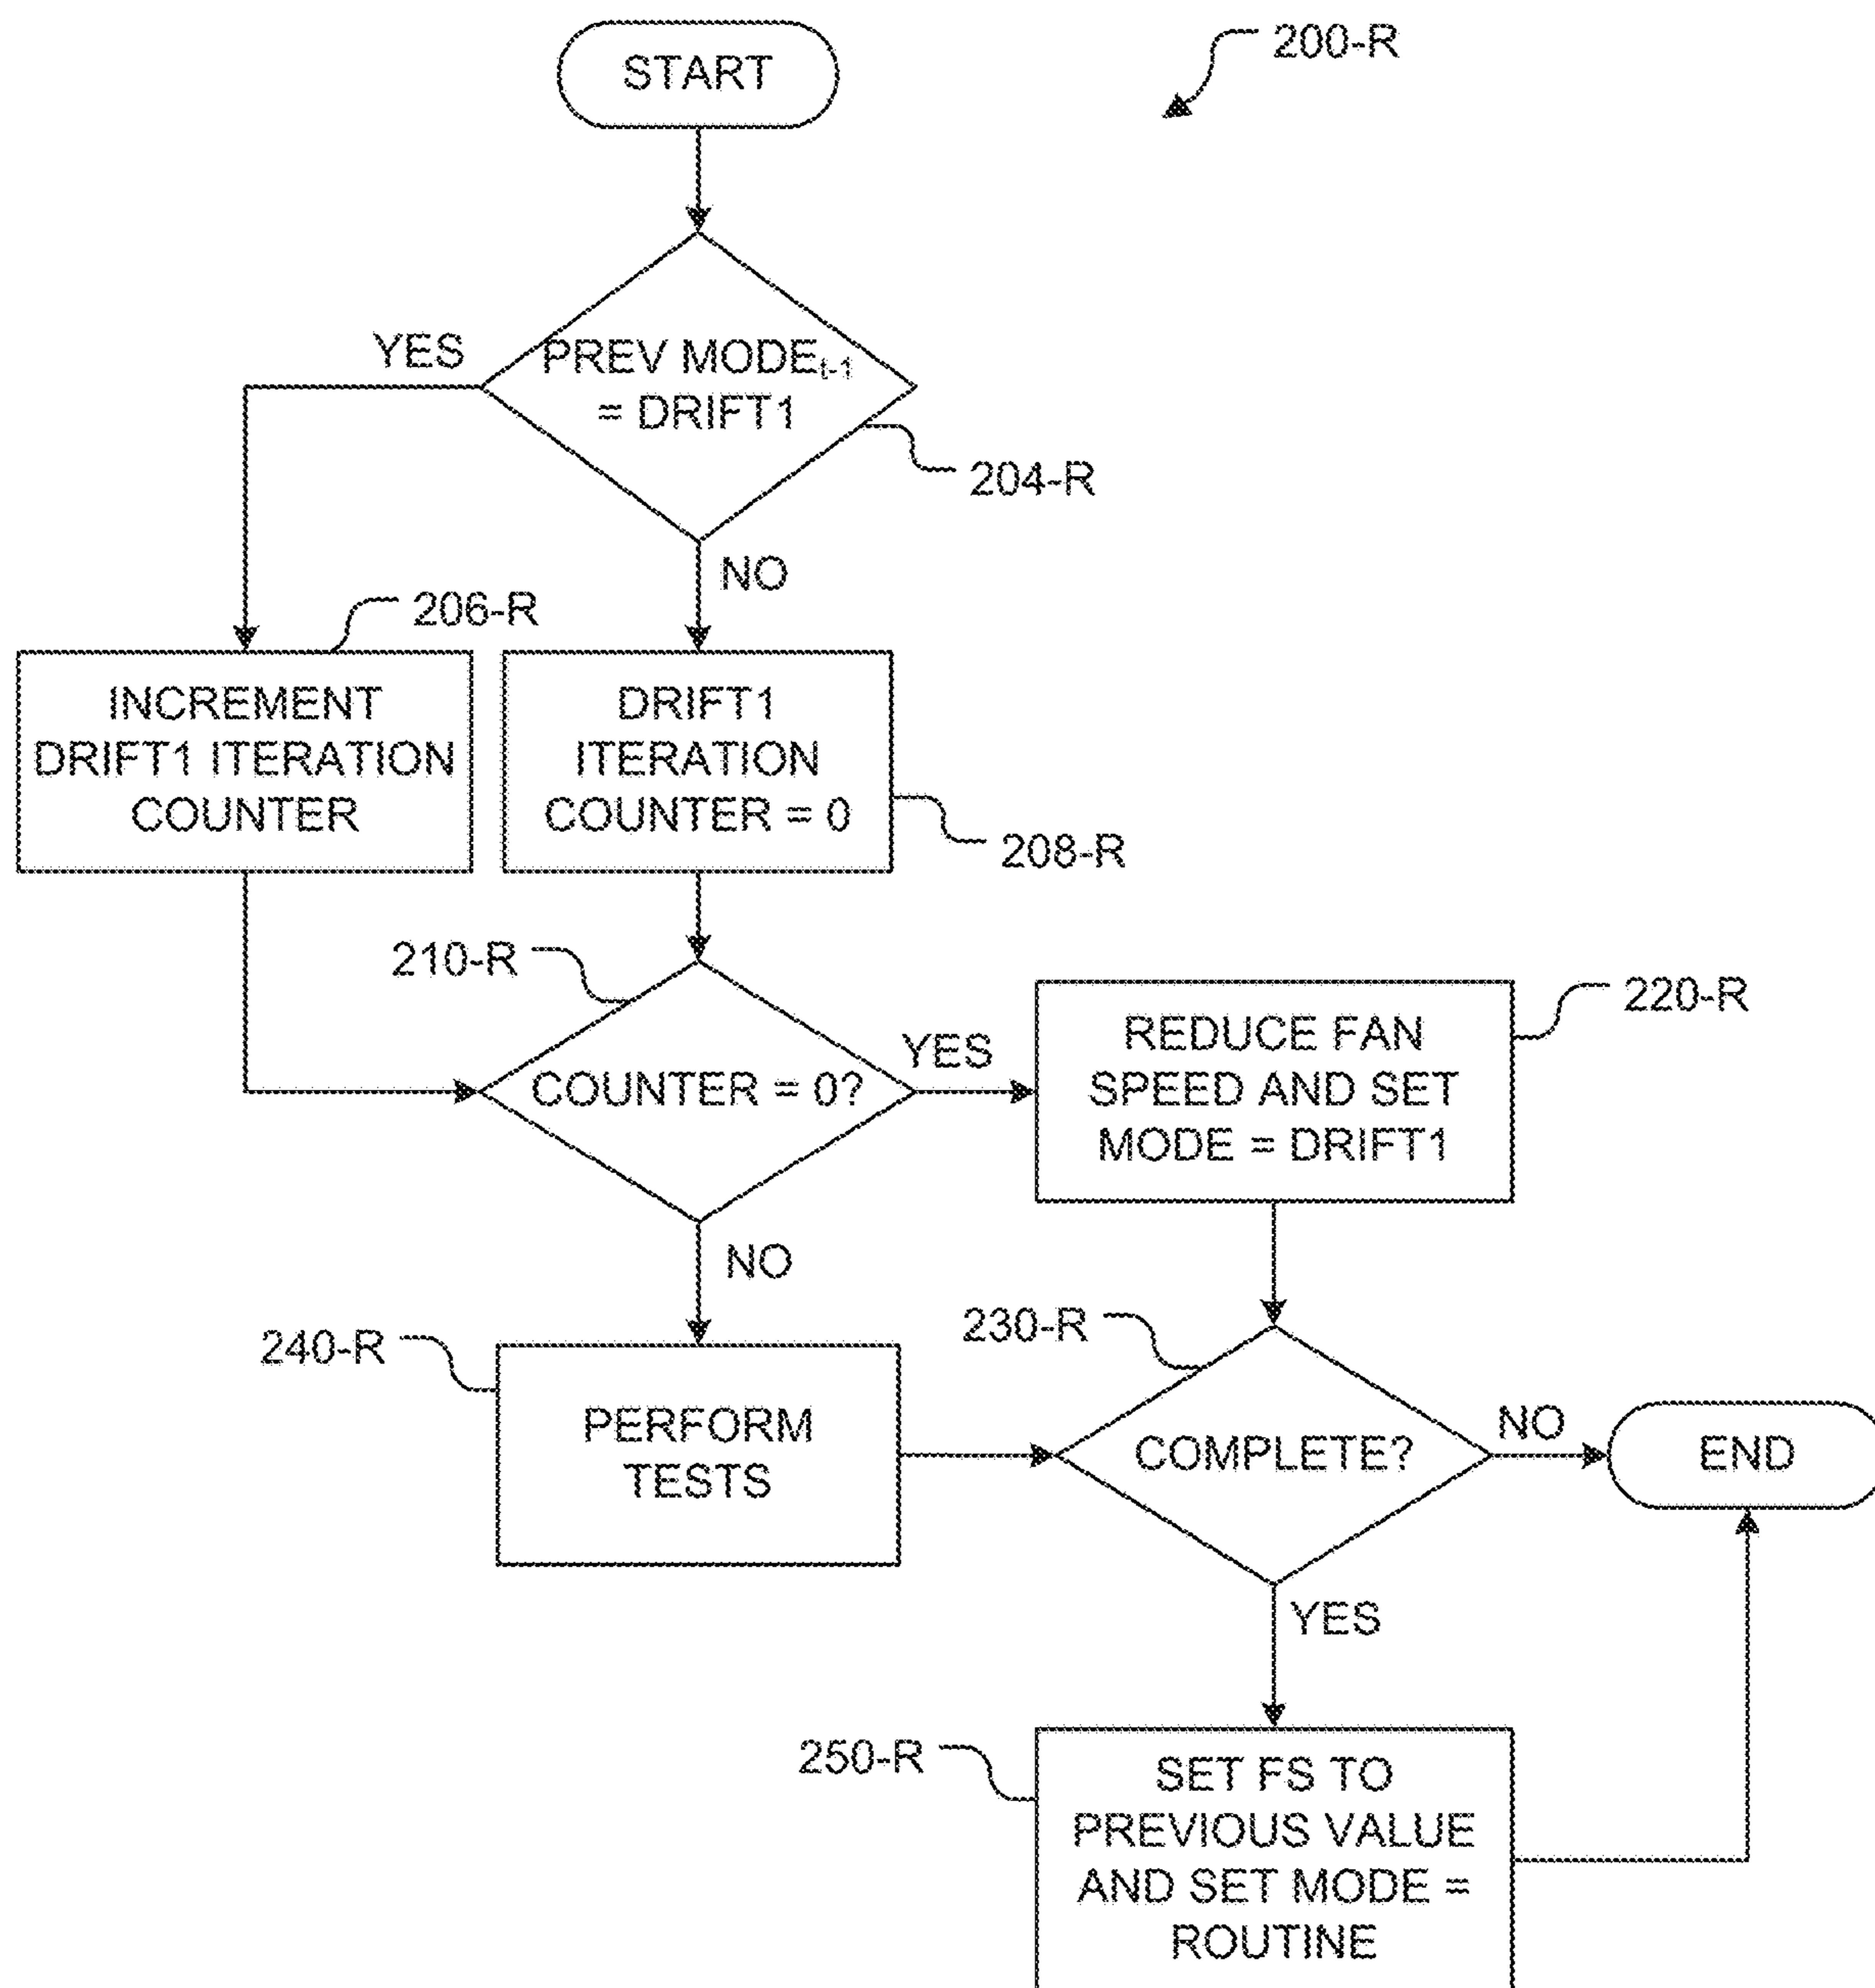 START
200-R
YES
PREV MODEt-1
= DRIFT1
204-R
NO
206-R
INCREMENT
DRIFT1 ITERATION
COUNTER
DRIFT1
ITERATION
COUNTER = 0
208-R
210-R
COUNTER = 0?
YES
REDUCE FAN
SPEED AND SET
MODE = DRIFT1
220-R
NO
240-R
PERFORM
TESTS
230-R
COMPLETE?
NO
END
YES
250-R
SET FS TO
PREVIOUS VALUE
AND SET MODE =
ROUTINE